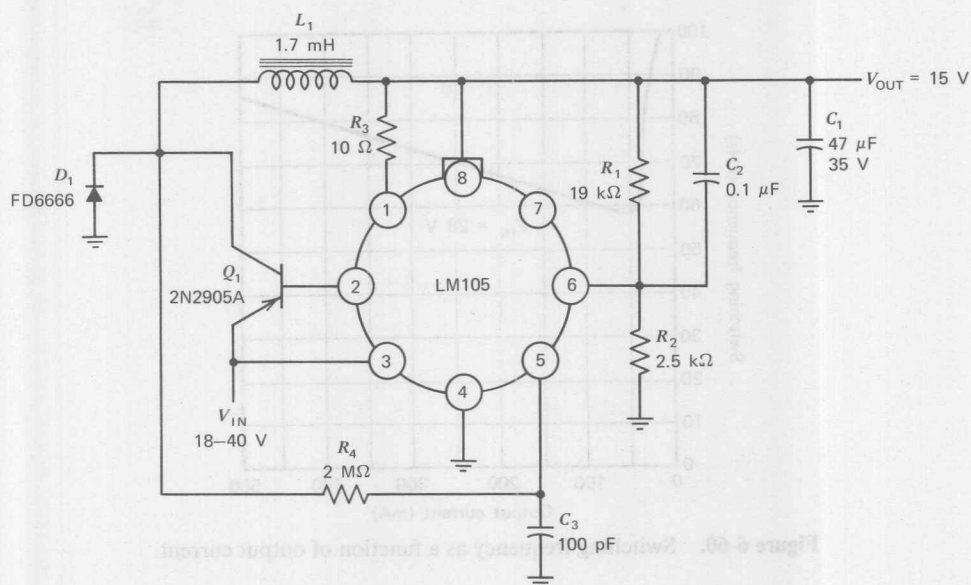 L₁
1.7 mH
V_OUT = 15 V
R₃
10 Ω
C₁
47 μF
35 V
D₁
FD6666
R₁
19 kΩ
C₂
0.1 μF
8
1
7
Q₁
2N2905A
2
LM105
6
3
5
4
R₂
2.5 kΩ
V_IN
18–40 V
R₄
2 MΩ
C₃
100 pF
Figure 6-60. Switching frequency as a function of output current.